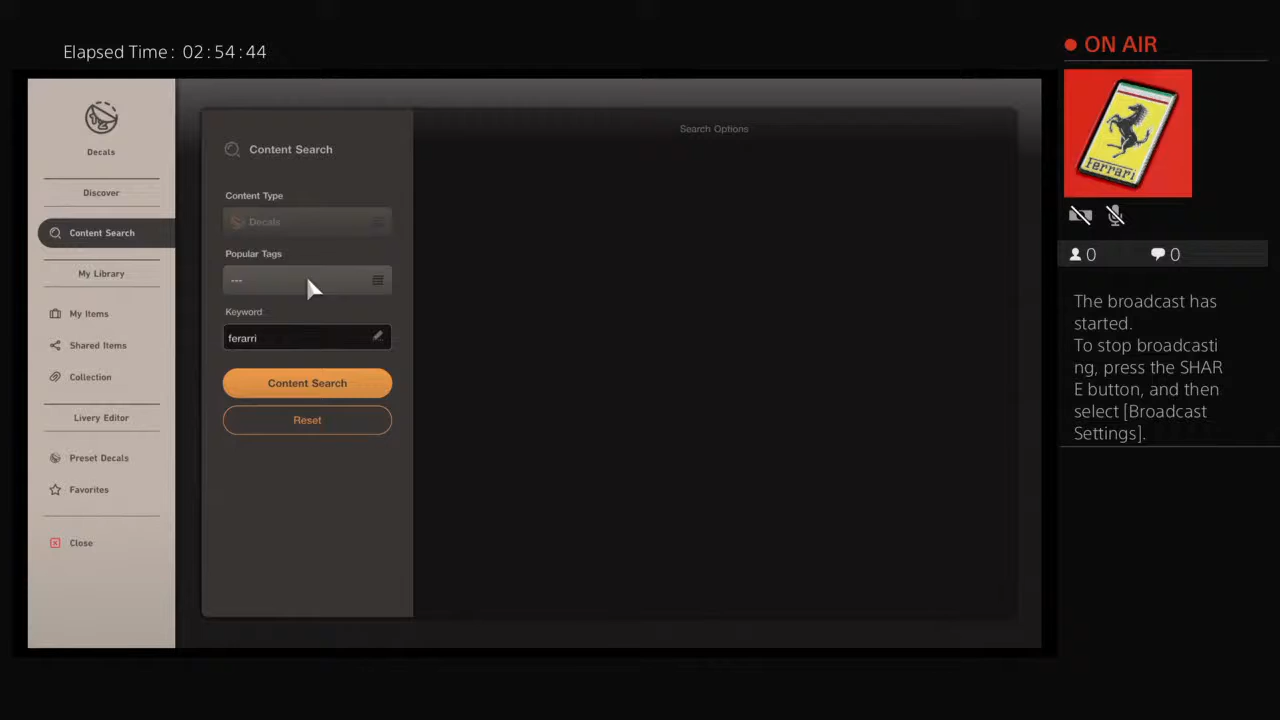 Elapsed Time: 02:54:44
ON AIR
Ferrari
0
0
The broadcast has
started.
To stop broadcasti
ng, press the SHAR
E button, and then
select [Broadcast
Settings].
Decals
Discover
Content Search
My Library
My Items
Shared Items
Collection
Livery Editor
Preset Decals
Favorites
Close
Content Search
Content Type
Decals
Popular Tags
---
Keyword
ferarri
Content Search
Reset
Search Options